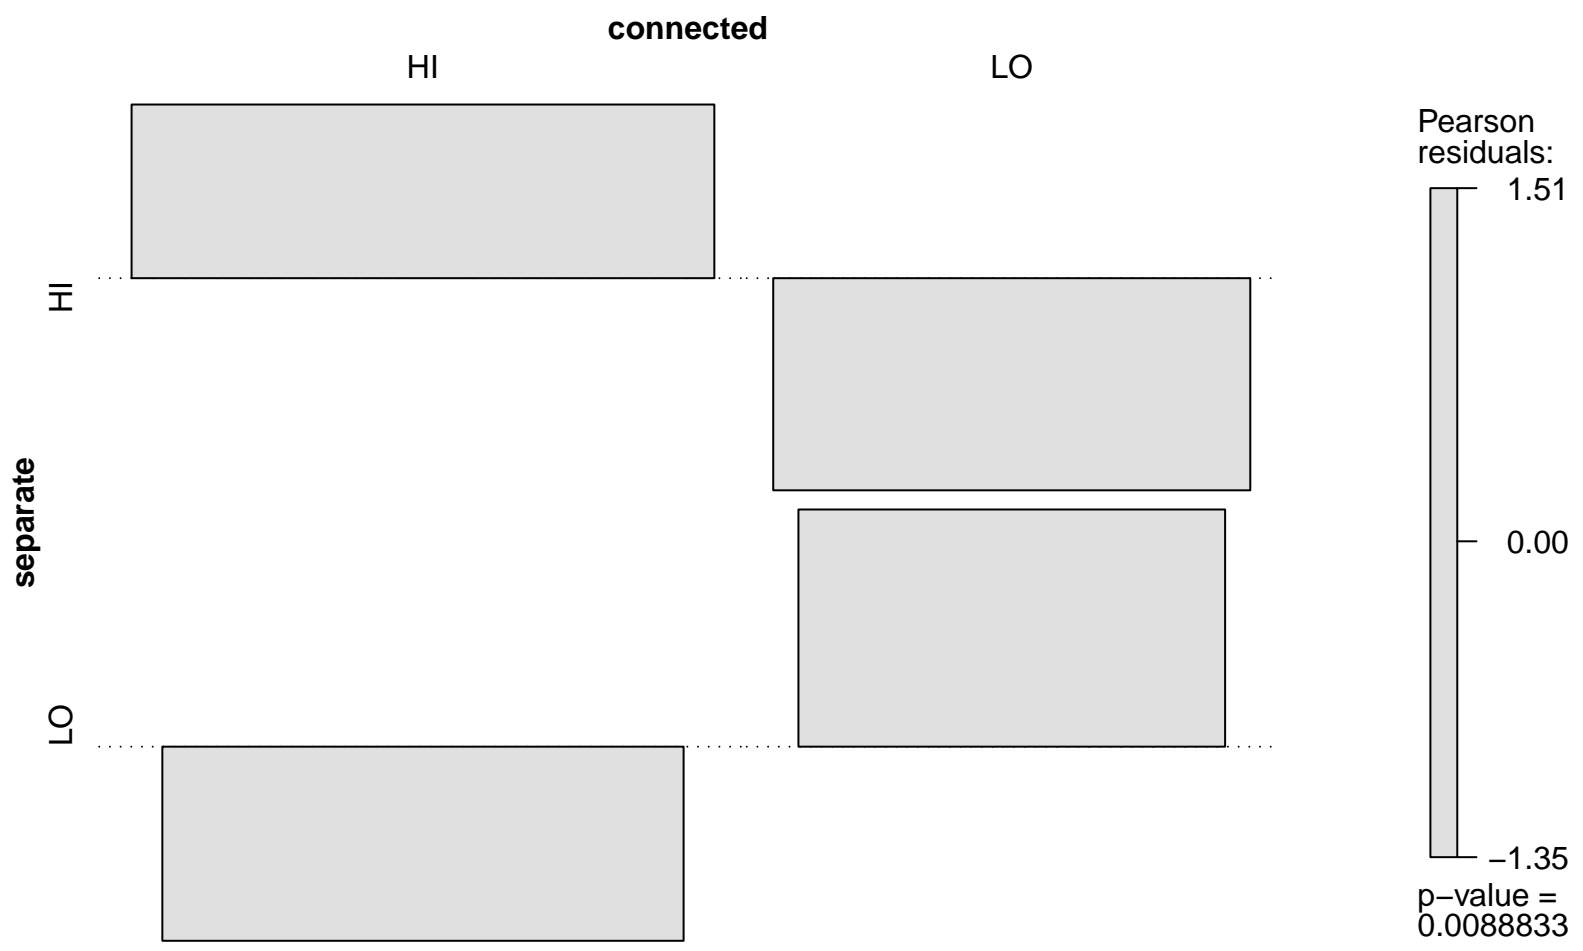 connected
HI
LO
HI
separate
LO
Pearson
residuals:
1.51
0.00
−1.35
p−value =
0.0088833